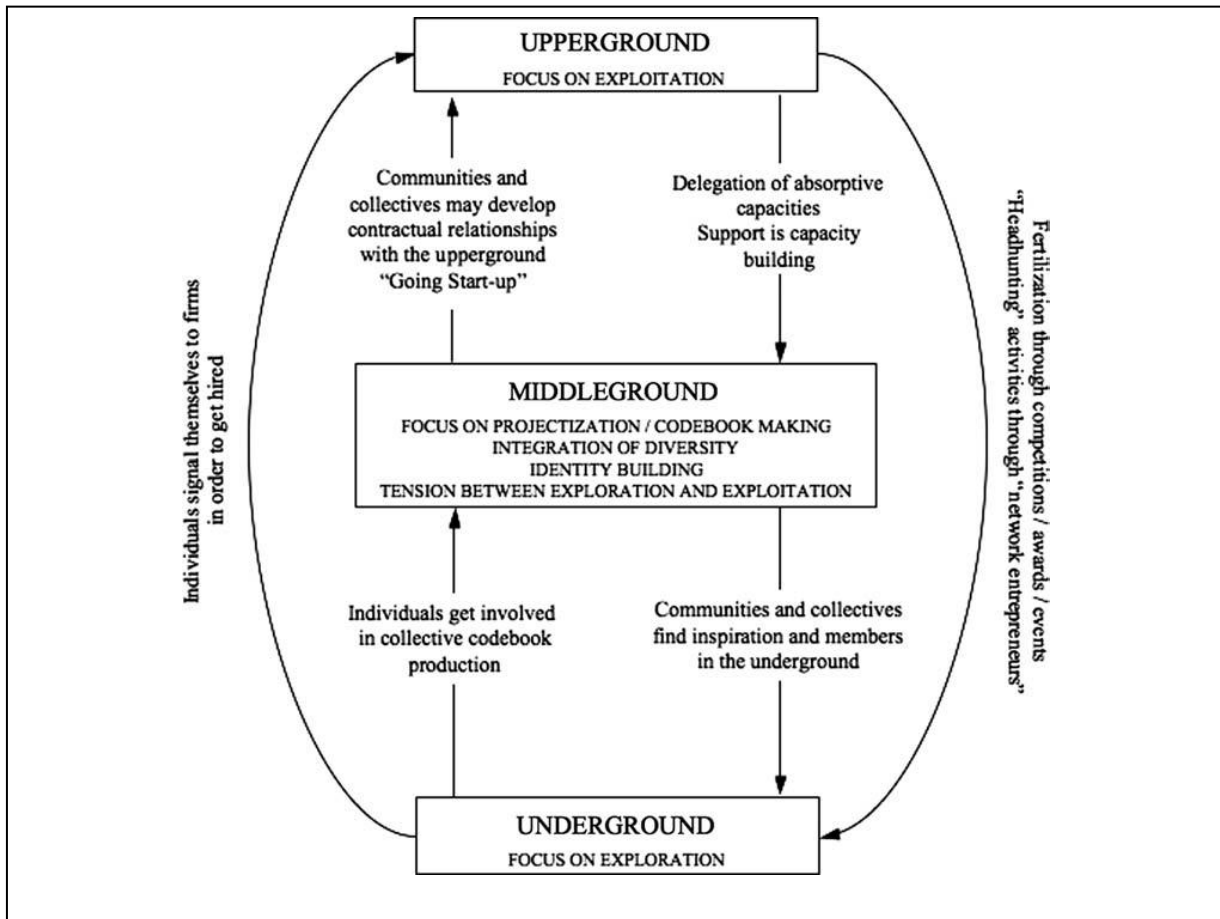 UPPERGROUND
FOCUS ON EXPLOITATION
Communities and
collectives may develop
contractual relationships
with the upperground
“Going Start-up”
Delegation of absorptive
capacities
Support is capacity
building
Individuals signal themselves to firms
in order to get hired
Fertilization through competitions / awards / events
“Headhunting” activities through “network entrepreneurs”
MIDDLEGROUND
FOCUS ON PROJECTIZATION / CODEBOOK MAKING
INTEGRATION OF DIVERSITY
IDENTITY BUILDING
TENSION BETWEEN EXPLORATION AND EXPLOITATION
Individuals get involved
in collective codebook
production
Communities and collectives
find inspiration and members
in the underground
UNDERGROUND
FOCUS ON EXPLORATION